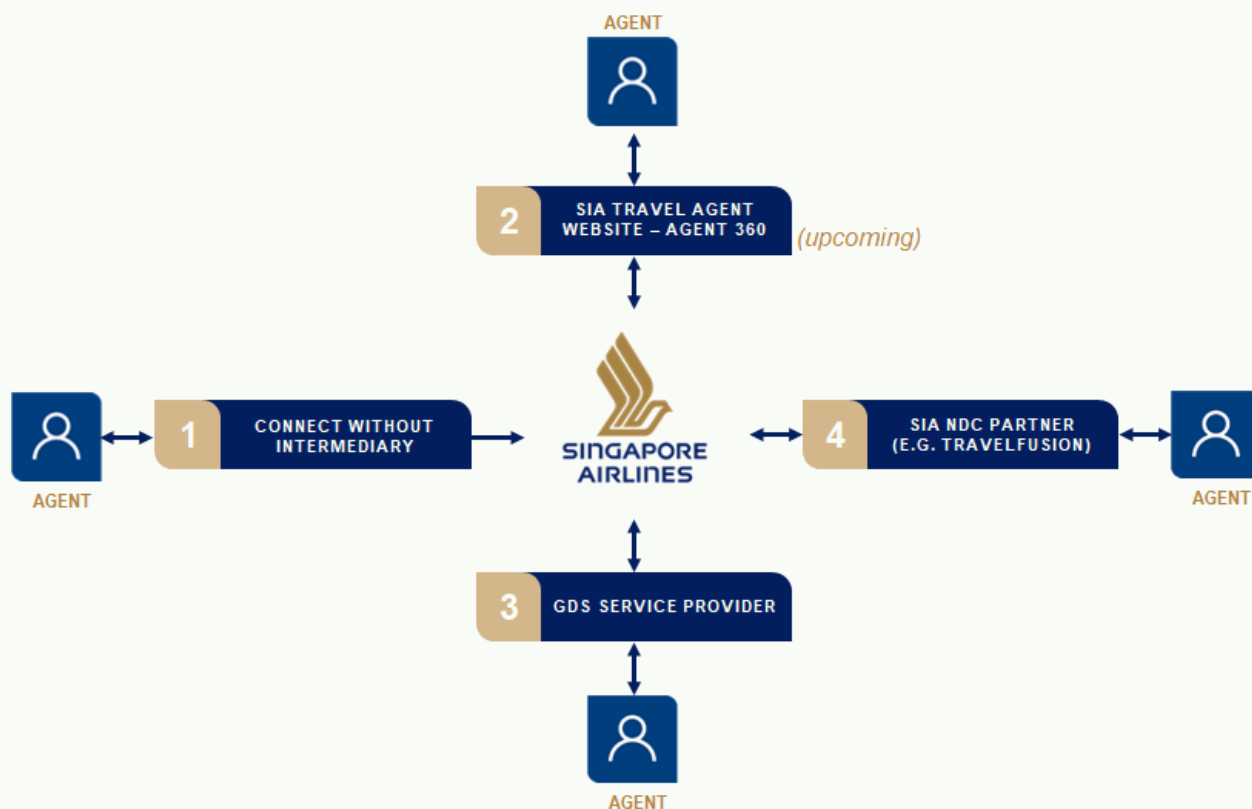 AGENT
2
SIA TRAVEL AGENT
WEBSITE – AGENT 360
(upcoming)
1
CONNECT WITHOUT
INTERMEDIARY
AGENT
SINGAPORE
AIRLINES
4
SIA NDC PARTNER
(E.G. TRAVELFUSION)
AGENT
3
GDS SERVICE PROVIDER
AGENT